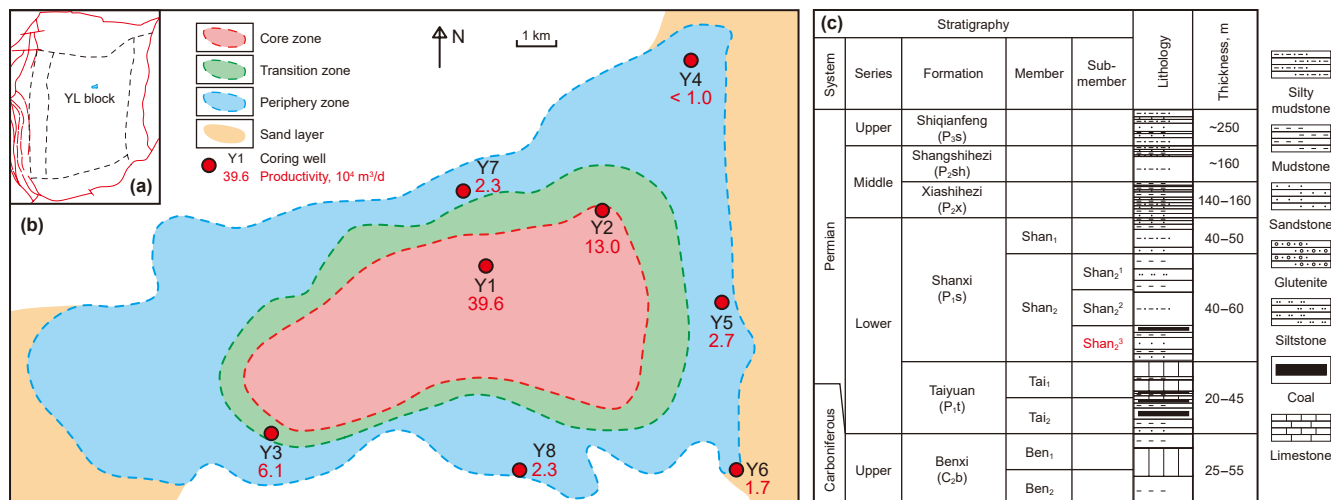 YL block
(a)
Core zone
Transition zone
Periphery zone
Sand layer
Y1 Coring well
39.6 Productivity, 10⁴ m³/d
N
1 km
(b)
Y4
< 1.0
Y7
2.3
Y2
13.0
Y1
39.6
Y5
2.7
Y3
6.1
Y8
2.3
Y6
1.7
(c)
Stratigraphy
Lithology
Thickness, m
System
Series
Formation
Member
Sub-
member
Permian
Carboniferous
Upper
Shiqianfeng
(P₃s)
~250
Middle
Shangshihezi
(P₂sh)
~160
Xiashihezi
(P₂x)
140–160
Lower
Shanxi
(P₁s)
Shan₁
40–50
Shan₂
Shan₂¹
Shan₂²
Shan₂³
40–60
Taiyuan
(P₁t)
Tai₁
Tai₂
20–45
Upper
Benxi
(C₂b)
Ben₁
Ben₂
25–55
Silty
mudstone
Mudstone
Sandstone
Glutenite
Siltstone
Coal
Limestone